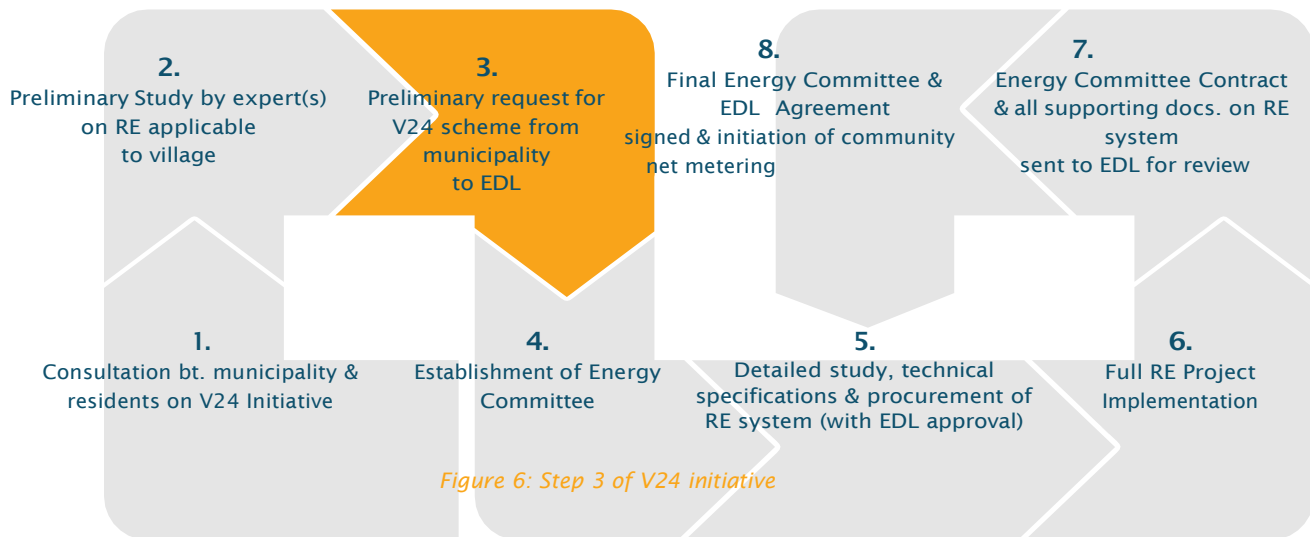 2.
Preliminary Study by expert(s)
on RE applicable
to village
3.
Preliminary request for
V24 scheme from
municipality
to EDL
8.
Final Energy Committee &
EDL Agreement
signed & initiation of community
net metering
7.
Energy Committee Contract
& all supporting docs. on RE
system
sent to EDL for review
1.
Consultation bt. municipality &
residents on V24 Initiative
4.
Establishment of Energy
Committee
5.
Detailed study, technical
specifications & procurement of
RE system (with EDL approval)
6.
Full RE Project
Implementation
Figure 6: Step 3 of V24 initiative